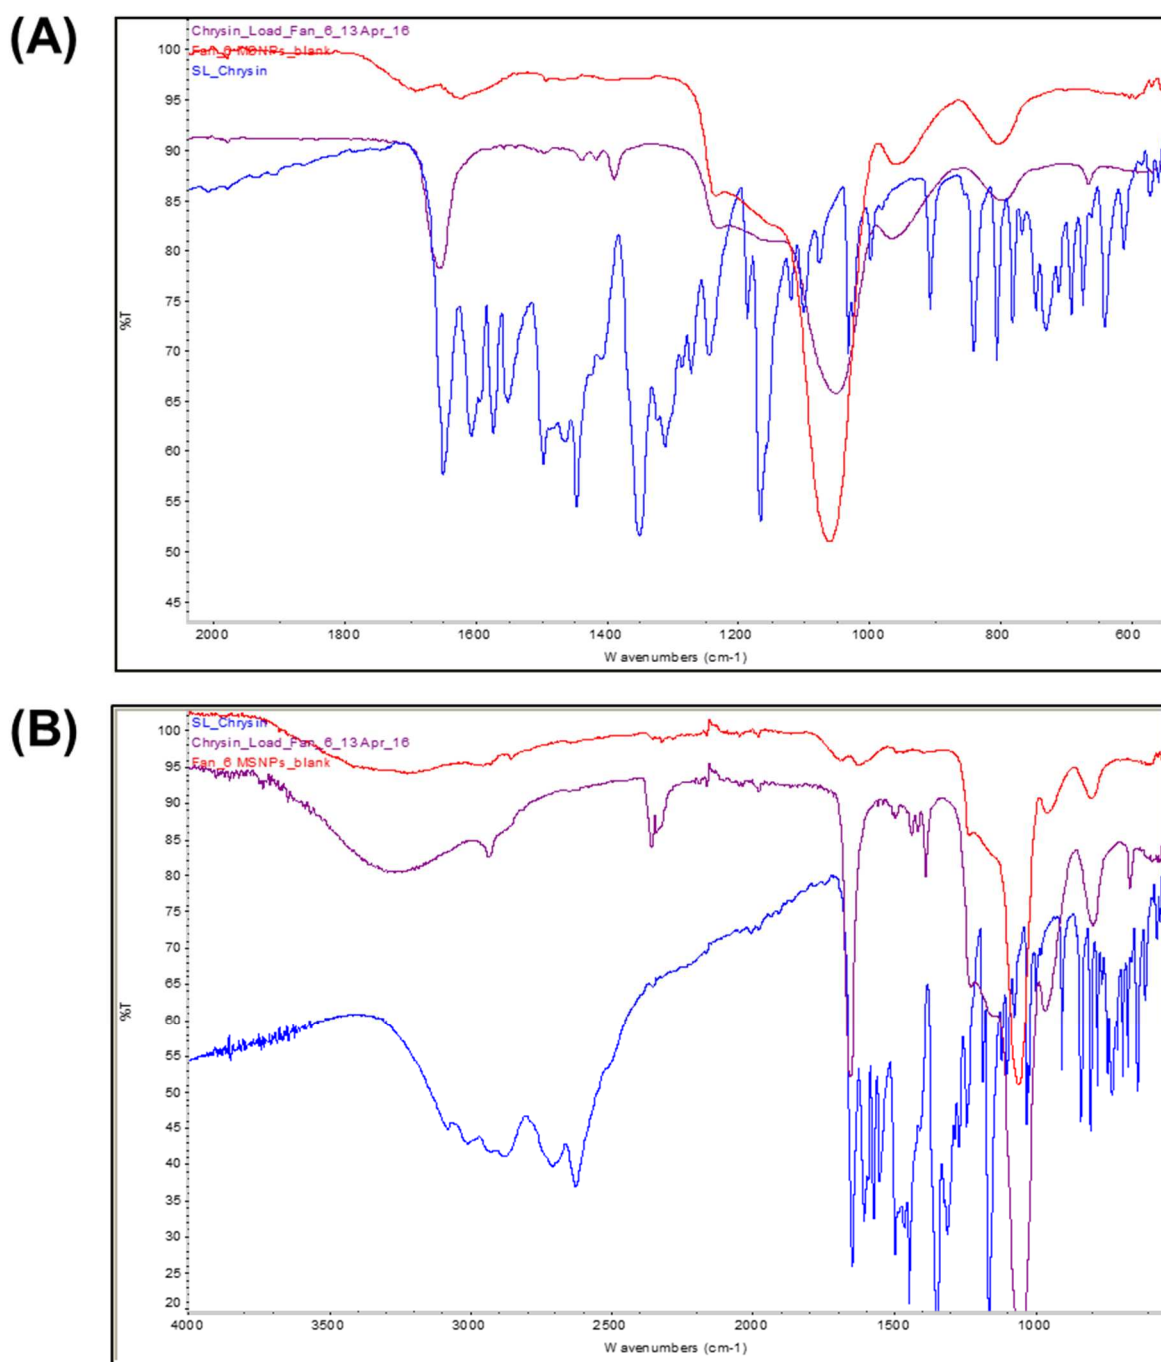 (A)
Chrysin_Load_Fan_6_13Apr_16
Fan_6 MSNPs_blank
SL_Chrysin
100
95
90
85
80
75
70
65
60
55
50
45
%T
2000 1800 1600 1400 1200 1000 800 600
Wavenumbers (cm-1)
(B)
SL_Chrysin
Chrysin_Load_Fan_6_13Apr_16
Fan_6 MSNPs_blank
100
95
90
85
80
75
70
65
60
55
50
45
40
35
30
25
20
%T
4000 3500 3000 2500 2000 1500 1000
Wavenumbers (cm-1)